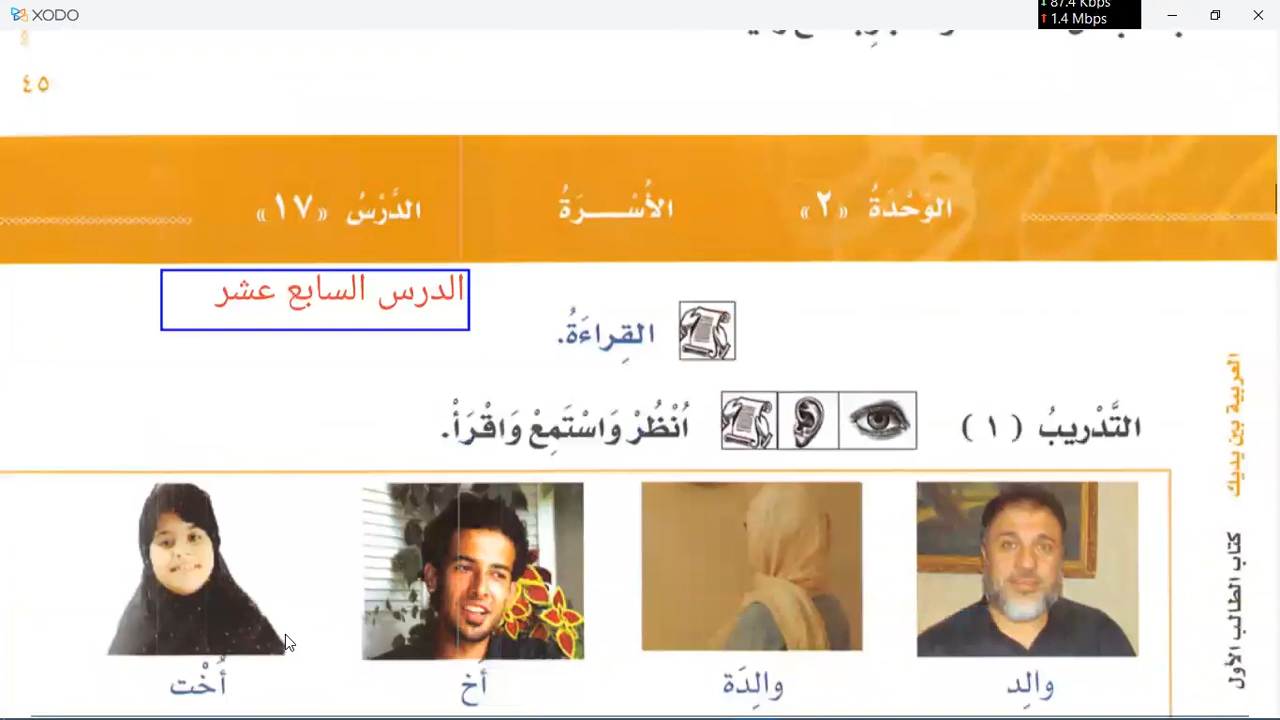 XODO
87.4 Kbps
1.4 Mbps
٤٥
الوَحْدَةُ «٢» الأُسْـــرَةُ الدَّرْسُ «١٧»
الدرس السابع عشر
القِراءَةُ.
التَّدْرِيبُ (١) اُنْظُرْ وَاسْتَمِعْ وَاقْرَأْ.
والِد والِدَة أَخ أُخْت
العربية بين يديك
كتاب الطالب الأول